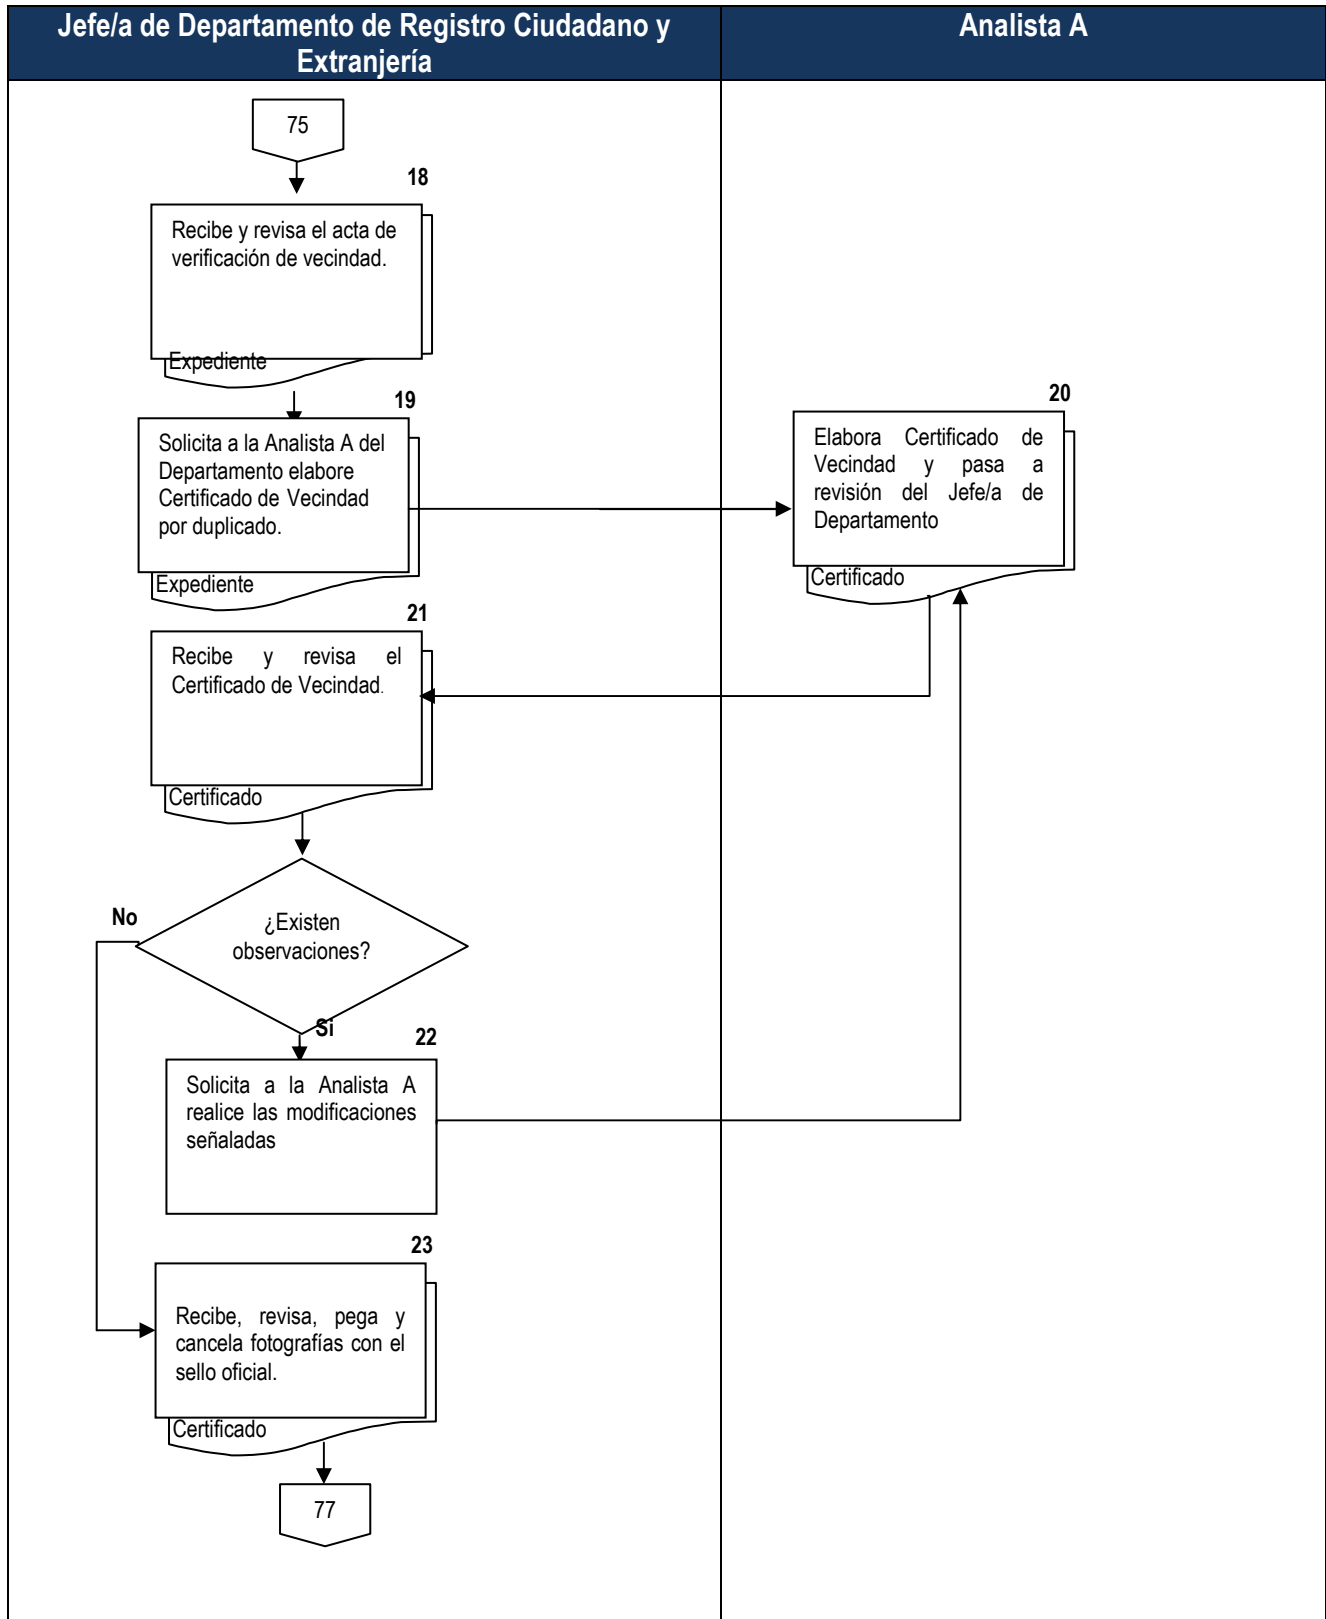 Jefe/a de Departamento de Registro Ciudadano y
Extranjería
Analista A
75
18
Recibe y revisa el acta de
verificación de vecindad.
Expediente
19
Solicita a la Analista A del
Departamento elabore
Certificado de Vecindad
por duplicado.
Expediente
20
Elabora Certificado de
Vecindad y pasa a
revisión del Jefe/a de
Departamento
Certificado
21
Recibe y revisa el
Certificado de Vecindad.
Certificado
¿Existen
observaciones?
No
Si
22
Solicita a la Analista A
realice las modificaciones
señaladas
23
Recibe, revisa, pega y
cancela fotografías con el
sello oficial.
Certificado
77